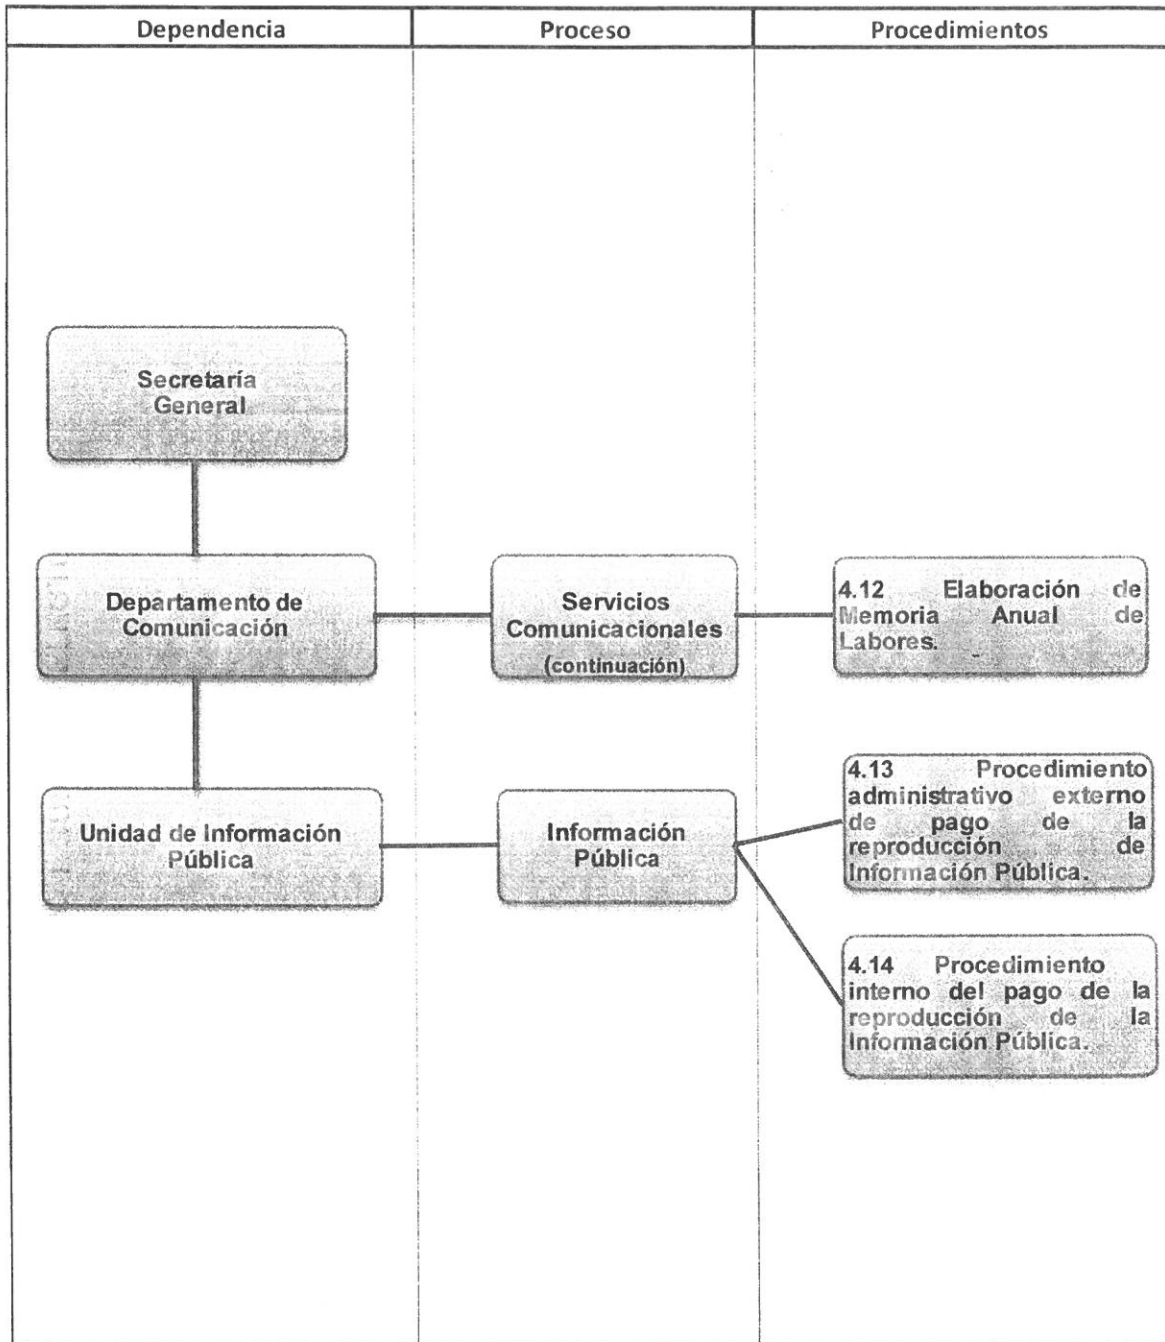 Dependencia
Proceso
Procedimientos
Secretaría
General
Departamento de
Comunicación
Servicios
Comunicacionales
(continuación)
4.12 Elaboración de
Memoria Anual de
Labores.
Unidad de Información
Pública
Información
Pública
4.13 Procedimiento
administrativo externo
de pago de la
reproducción de
Información Pública.
4.14 Procedimiento
interno del pago de la
reproducción de la
Información Pública.